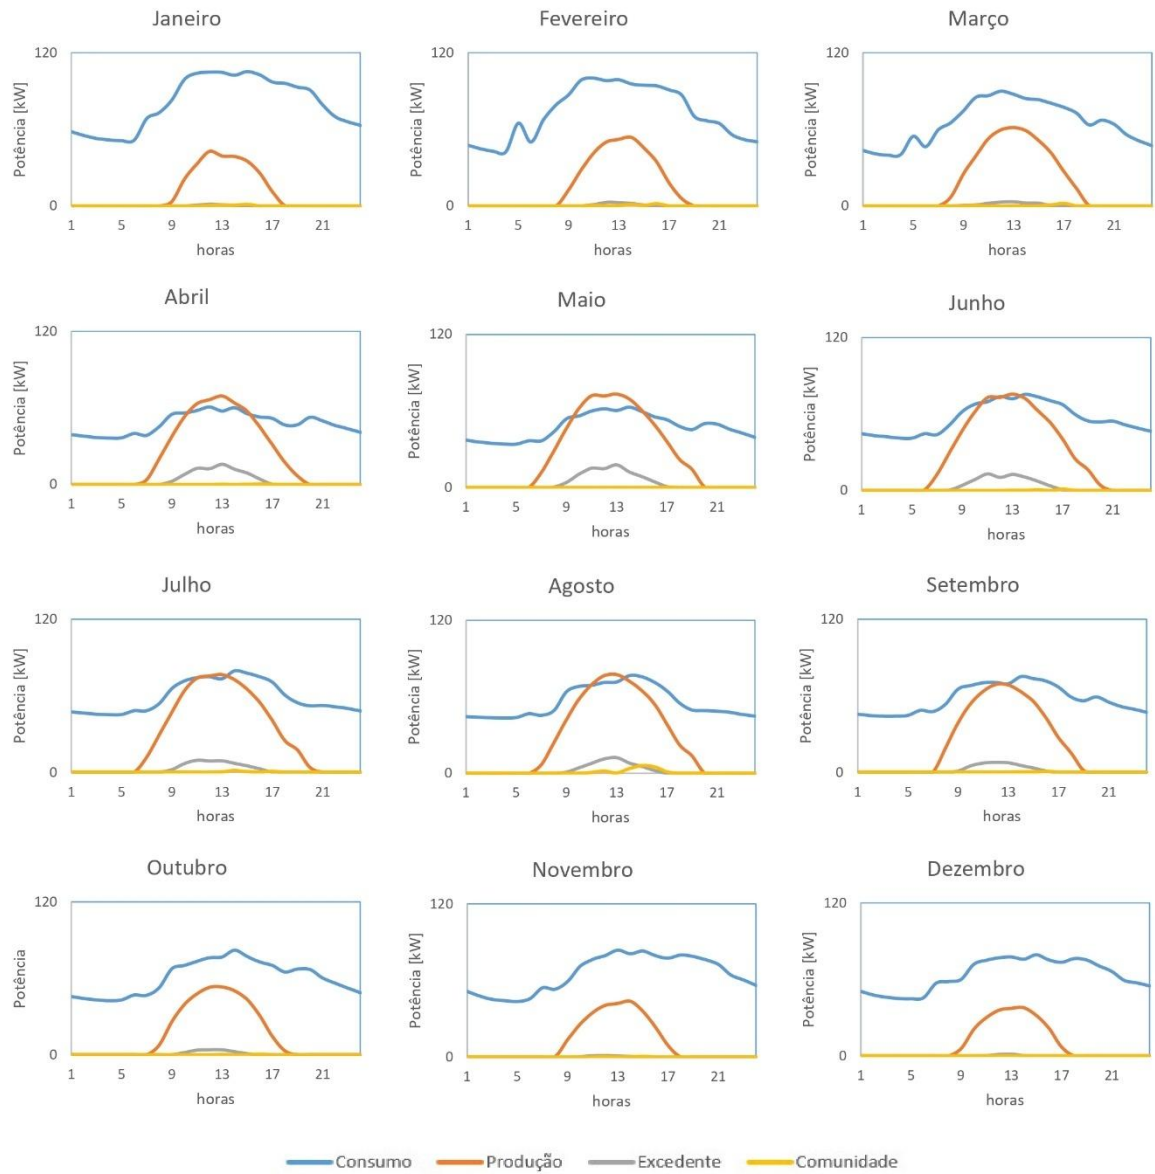 Janeiro
Fevereiro
Março
120
120
120
Potência [kW]
Potência [kW]
Potência [kW]
0
0
0
1 5 9 13 17 21
1 5 9 13 17 21
1 5 9 13 17 21
horas
horas
horas
Abril
Maio
Junho
120
120
120
Potência [kW]
Potência [kW]
Potência [kW]
0
0
0
1 5 9 13 17 21
1 5 9 13 17 21
1 5 9 13 17 21
horas
horas
horas
Julho
Agosto
Setembro
120
120
120
Potência [kW]
Potência [kW]
Potência [kW]
0
0
0
1 5 9 13 17 21
1 5 9 13 17 21
1 5 9 13 17 21
horas
horas
horas
Outubro
Novembro
Dezembro
120
120
120
Potência
Potência [kW]
Potência [kW]
0
0
0
1 5 9 13 17 21
1 5 9 13 17 21
1 5 9 13 17 21
horas
horas
horas
Consumo Produção Excedente Comunidade